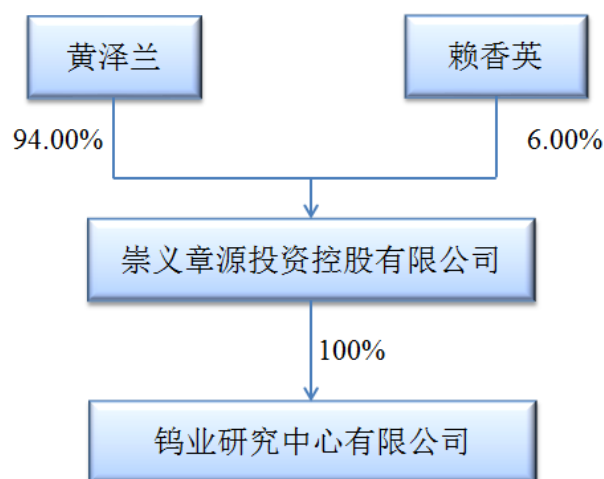 黄泽兰
赖香英
94.00%
6.00%
崇义章源投资控股有限公司
100%
钨业研究中心有限公司